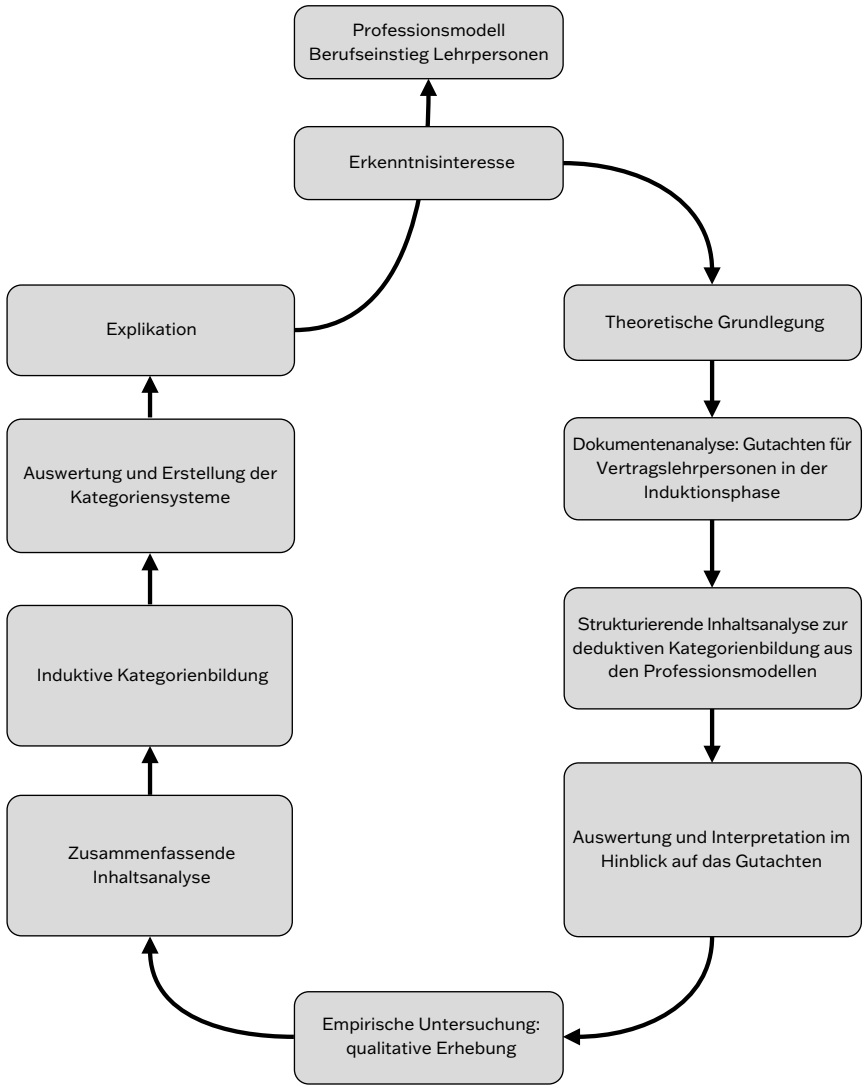 Professionsmodell
Berufseinstieg Lehrpersonen
Erkenntnisinteresse
Theoretische Grundlegung
Dokumentenanalyse: Gutachten für
Vertragslehrpersonen in der
Induktionsphase
Strukturierende Inhaltsanalyse zur
deduktiven Kategorienbildung aus
den Professionsmodellen
Auswertung und Interpretation im
Hinblick auf das Gutachten
Empirische Untersuchung:
qualitative Erhebung
Zusammenfassende
Inhaltsanalyse
Induktive Kategorienbildung
Auswertung und Erstellung der
Kategoriensysteme
Explikation